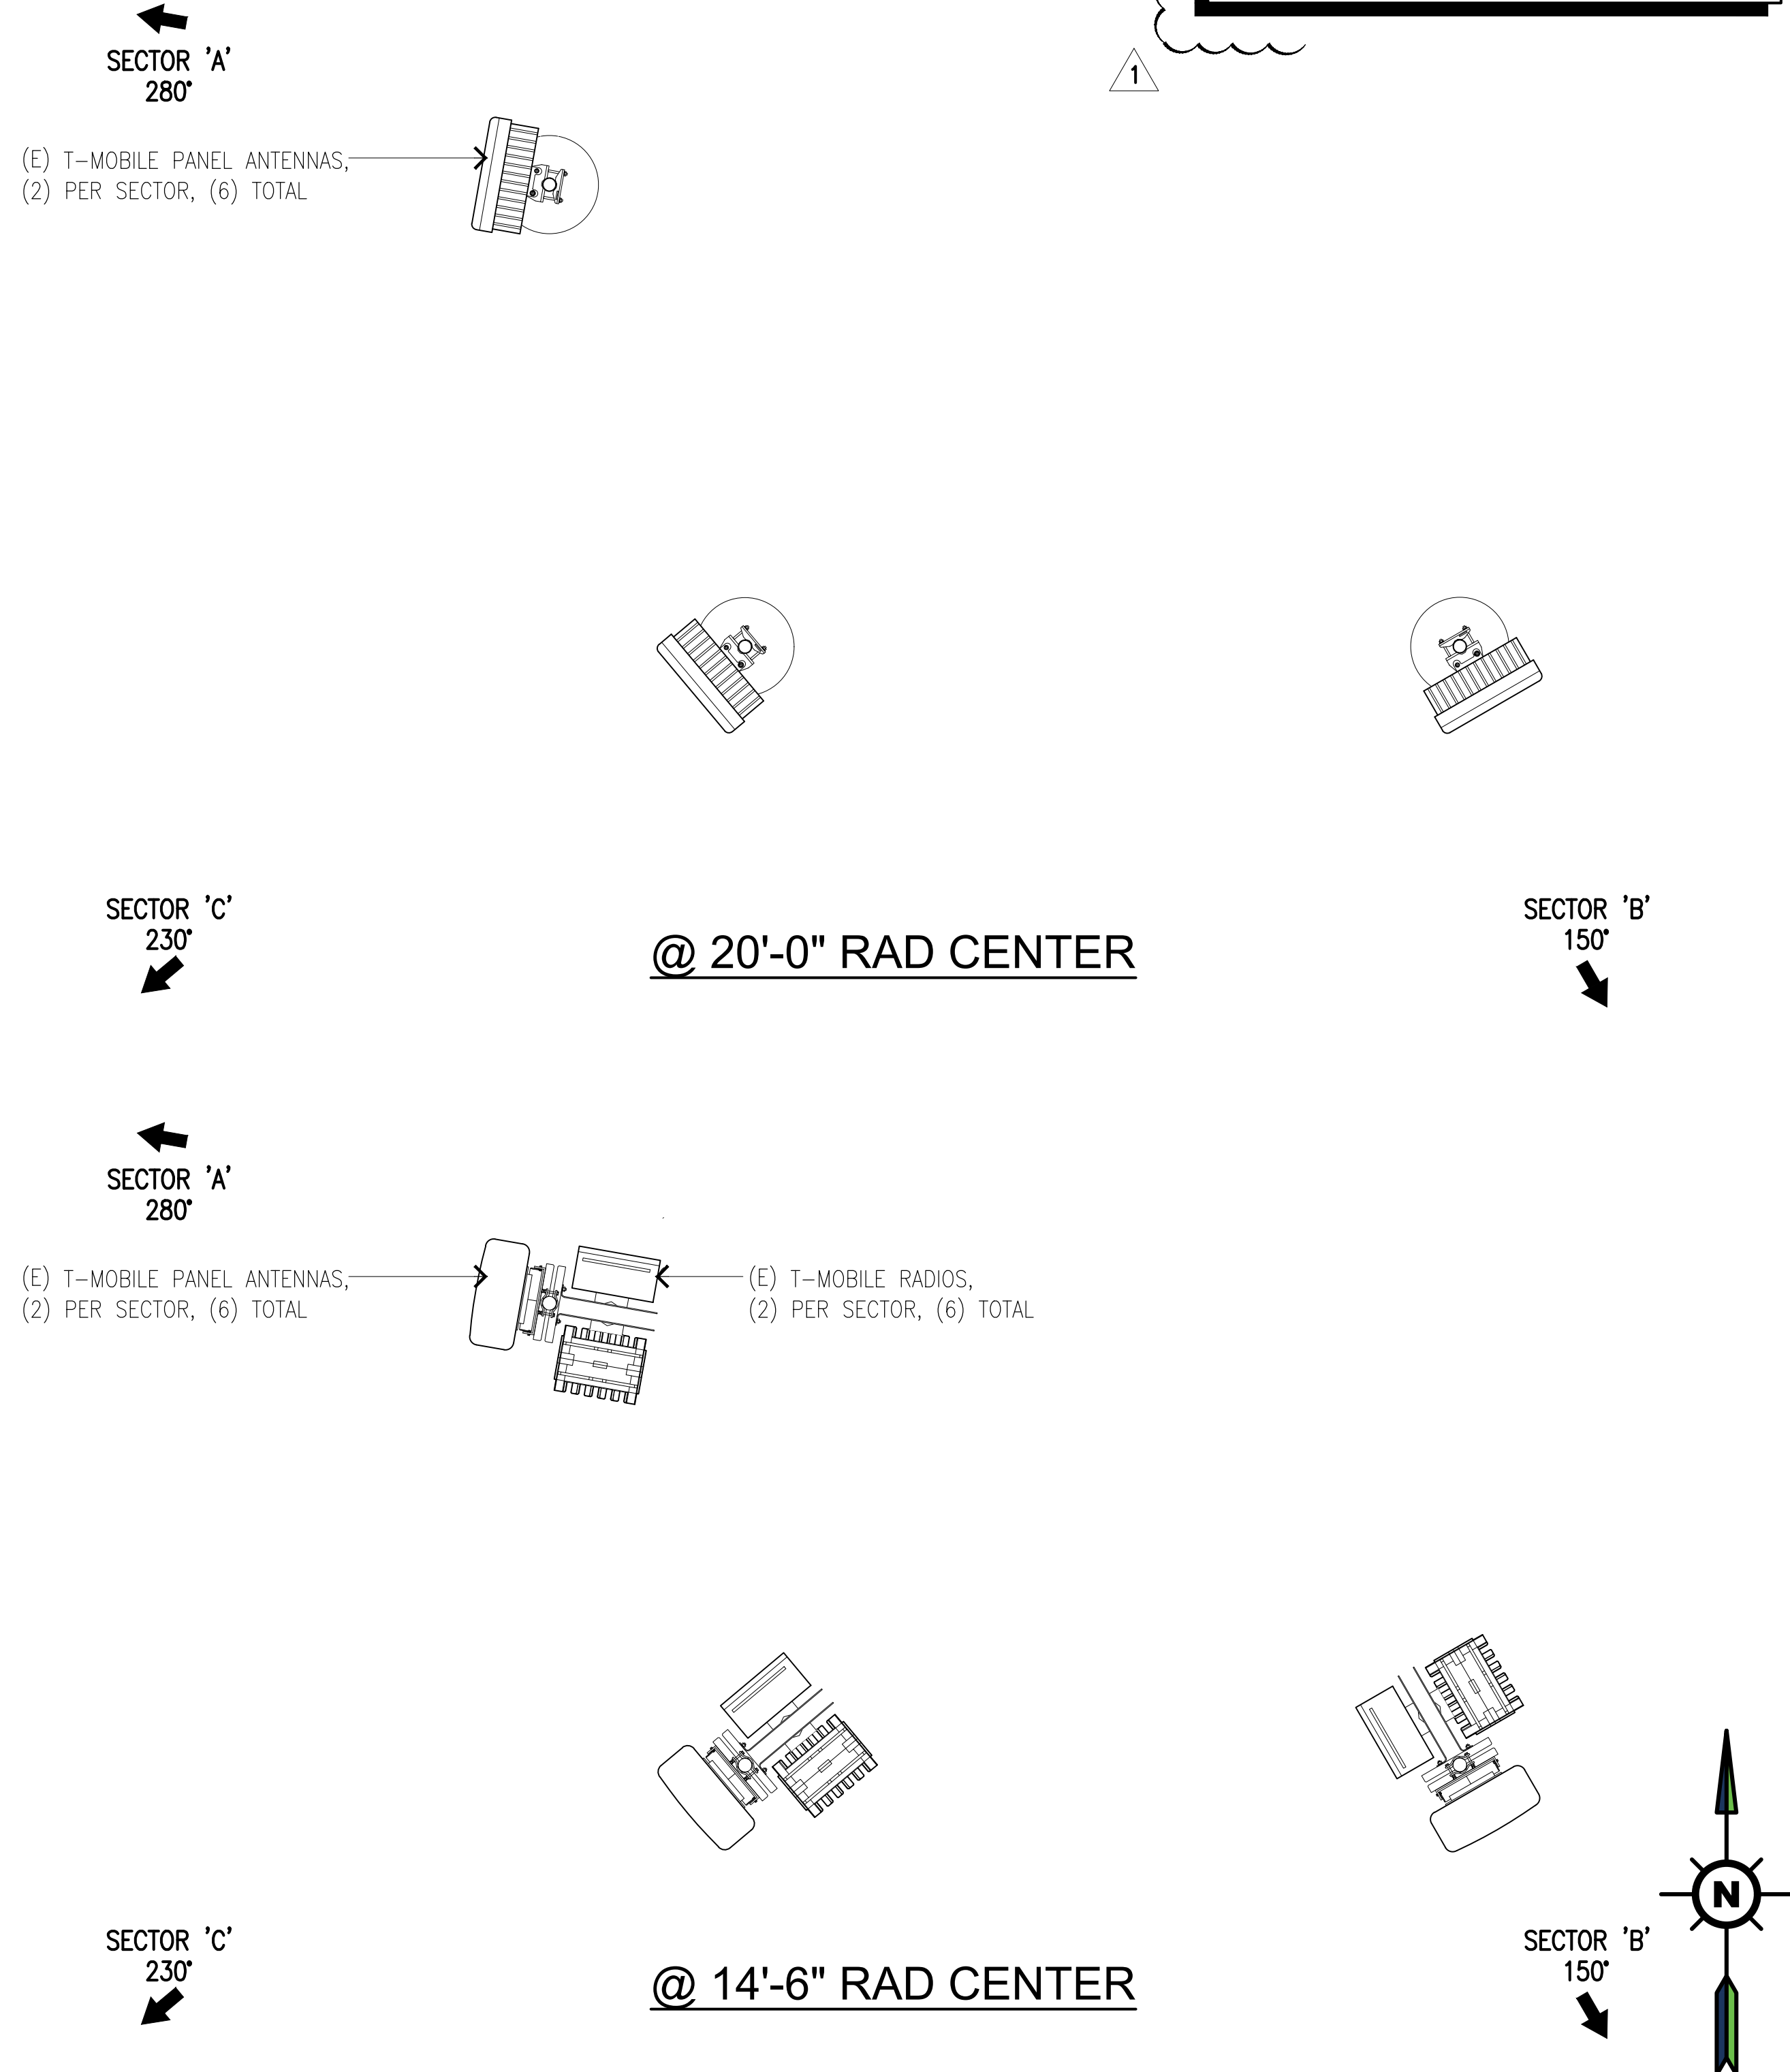 1
SECTOR 'A'
280°
(E) T-MOBILE PANEL ANTENNAS,
(2) PER SECTOR, (6) TOTAL
SECTOR 'C'
230°
@ 20'-0" RAD CENTER
SECTOR 'B'
150°
SECTOR 'A'
280°
(E) T-MOBILE PANEL ANTENNAS,
(2) PER SECTOR, (6) TOTAL
(E) T-MOBILE RADIOS,
(2) PER SECTOR, (6) TOTAL
N
SECTOR 'C'
230°
@ 14'-6" RAD CENTER
SECTOR 'B'
150°